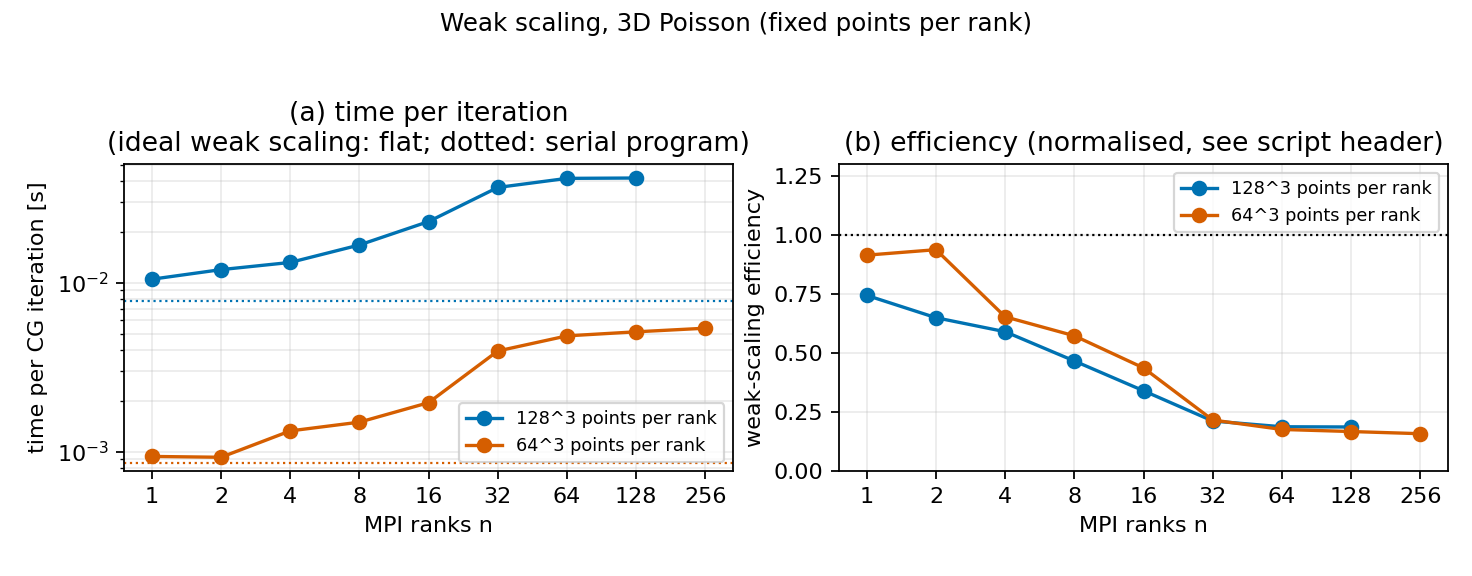 Weak scaling, 3D Poisson (fixed points per rank)
(a) time per iteration
(ideal weak scaling: flat; dotted: serial program)
time per CG iteration [s]
10⁻²
10⁻³
128^3 points per rank
64^3 points per rank
1 2 4 8 16 32 64 128 256
MPI ranks n
(b) efficiency (normalised, see script header)
weak-scaling efficiency
1.25
1.00
0.75
0.50
0.25
0.00
128^3 points per rank
64^3 points per rank
1 2 4 8 16 32 64 128 256
MPI ranks n